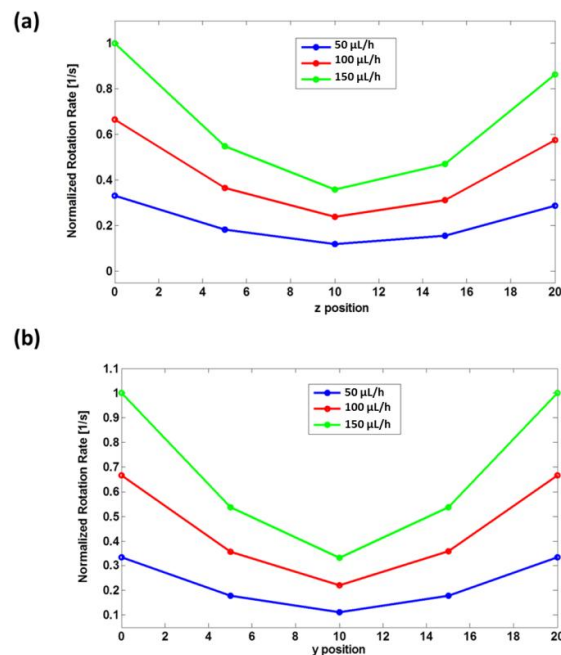 (a)
1
0.8
0.6
0.4
0.2
0
Normalized Rotation Rate [1/s]
50 µL/h
100 µL/h
150 µL/h
0 2 4 6 8 10 12 14 16 18 20
z position
(b)
1.1
1
0.9
0.8
0.7
0.6
0.5
0.4
0.3
0.2
0.1
Normalized Rotation Rate [1/s]
50 µL/h
100 µL/h
150 µL/h
0 2 4 6 8 10 12 14 16 18 20
y position